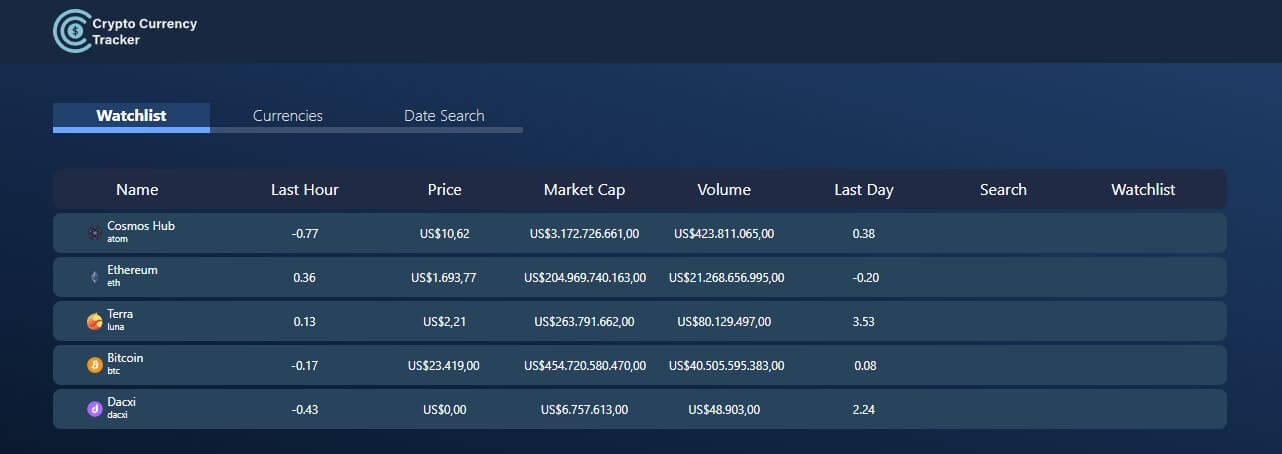 Crypto Currency
Tracker
Watchlist Currencies Date Search
Name Last Hour Price Market Cap Volume Last Day Search Watchlist
Cosmos Hub
atom
-0.77 US$10,62 US$3.172.726.661,00 US$423.811.065,00 0.38
Ethereum
eth
0.36 US$1.693,77 US$204.969.740.163,00 US$21.268.656.995,00 -0.20
Terra
luna
0.13 US$2,21 US$263.791.662,00 US$80.129.497,00 3.53
Bitcoin
btc
-0.17 US$23.419,00 US$454.720.580.470,00 US$40.505.595.383,00 0.08
Dacxi
dacxi
-0.43 US$0,00 US$6.757.613,00 US$48.903,00 2.24